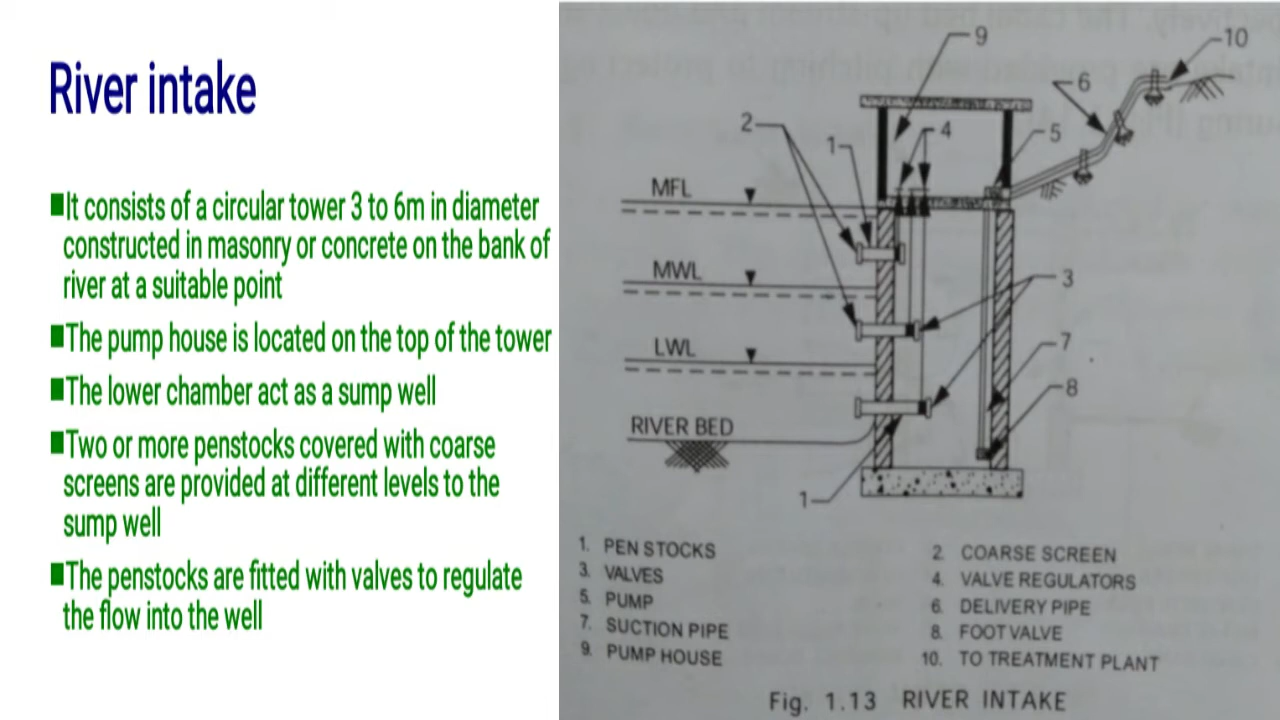 River intake
It consists of a circular tower 3 to 6m in diameter
constructed in masonry or concrete on the bank of
river at a suitable point
The pump house is located on the top of the tower
The lower chamber act as a sump well
Two or more penstocks covered with coarse
screens are provided at different levels to the
sump well
The penstocks are fitted with valves to regulate
the flow into the well
9
10
6
2
1
4
5
MFL
MWL
3
LWL
7
8
RIVER BED
1
1. PEN STOCKS
2. COARSE SCREEN
3. VALVES
4. VALVE REGULATORS
5. PUMP
6. DELIVERY PIPE
7. SUCTION PIPE
8. FOOT VALVE
9. PUMP HOUSE
10. TO TREATMENT PLANT
Fig. 1.13 RIVER INTAKE